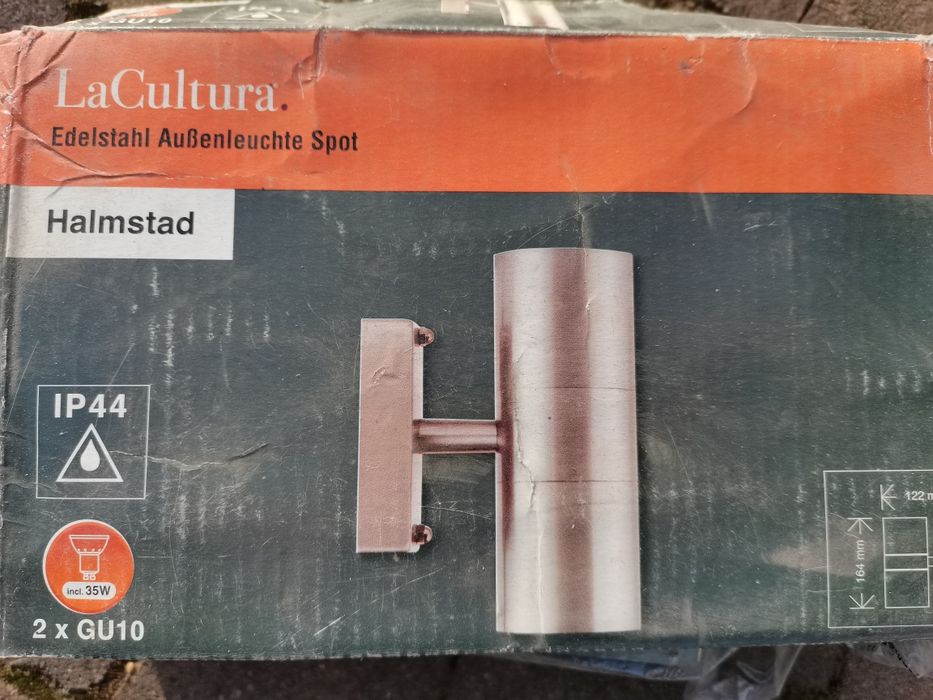 LaCultura.
Edelstahl Außenleuchte Spot
Halmstad
IP44
incl. 35W
2 x GU10
122
164 mm